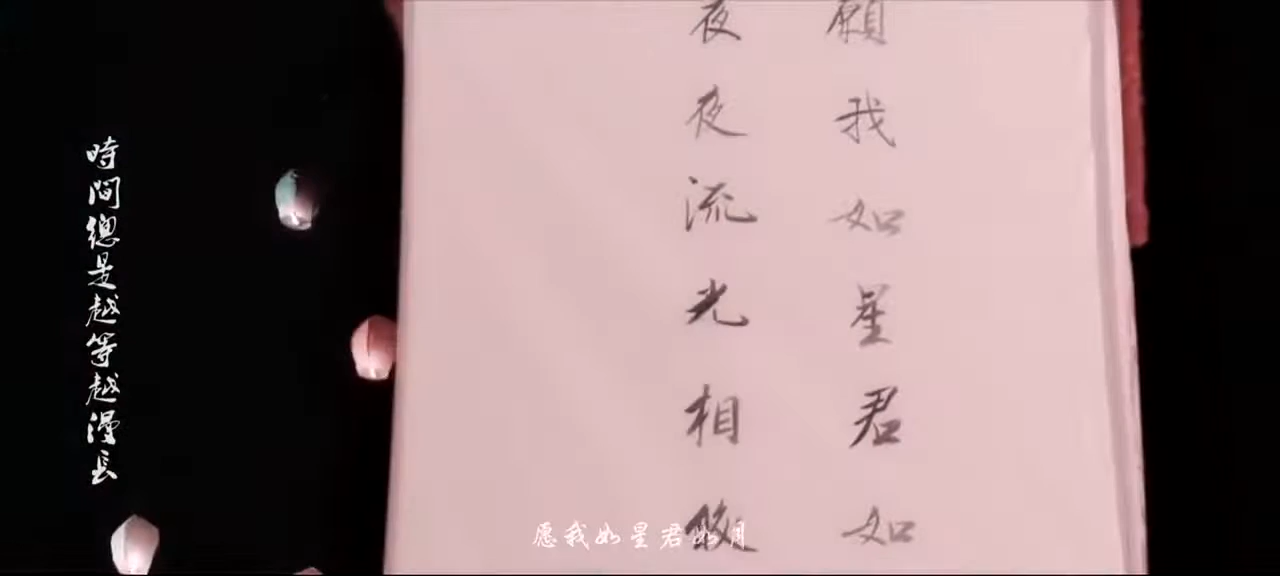 願我如星君如
夜夜流光相皎
時間總是越等越漫長
愿我如星君如月